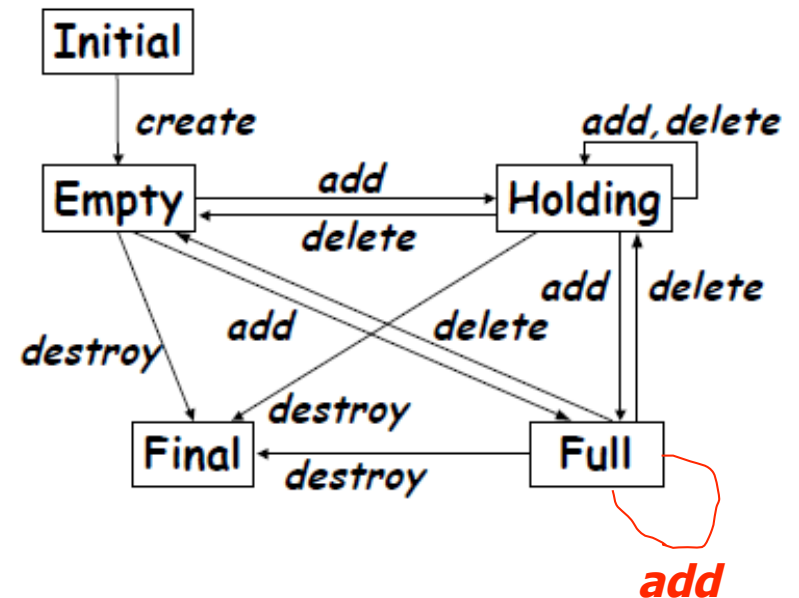 Initial
create
add,delete
Empty
add
Holding
delete
add
delete
add
delete
destroy
destroy
Final
destroy
Full
add